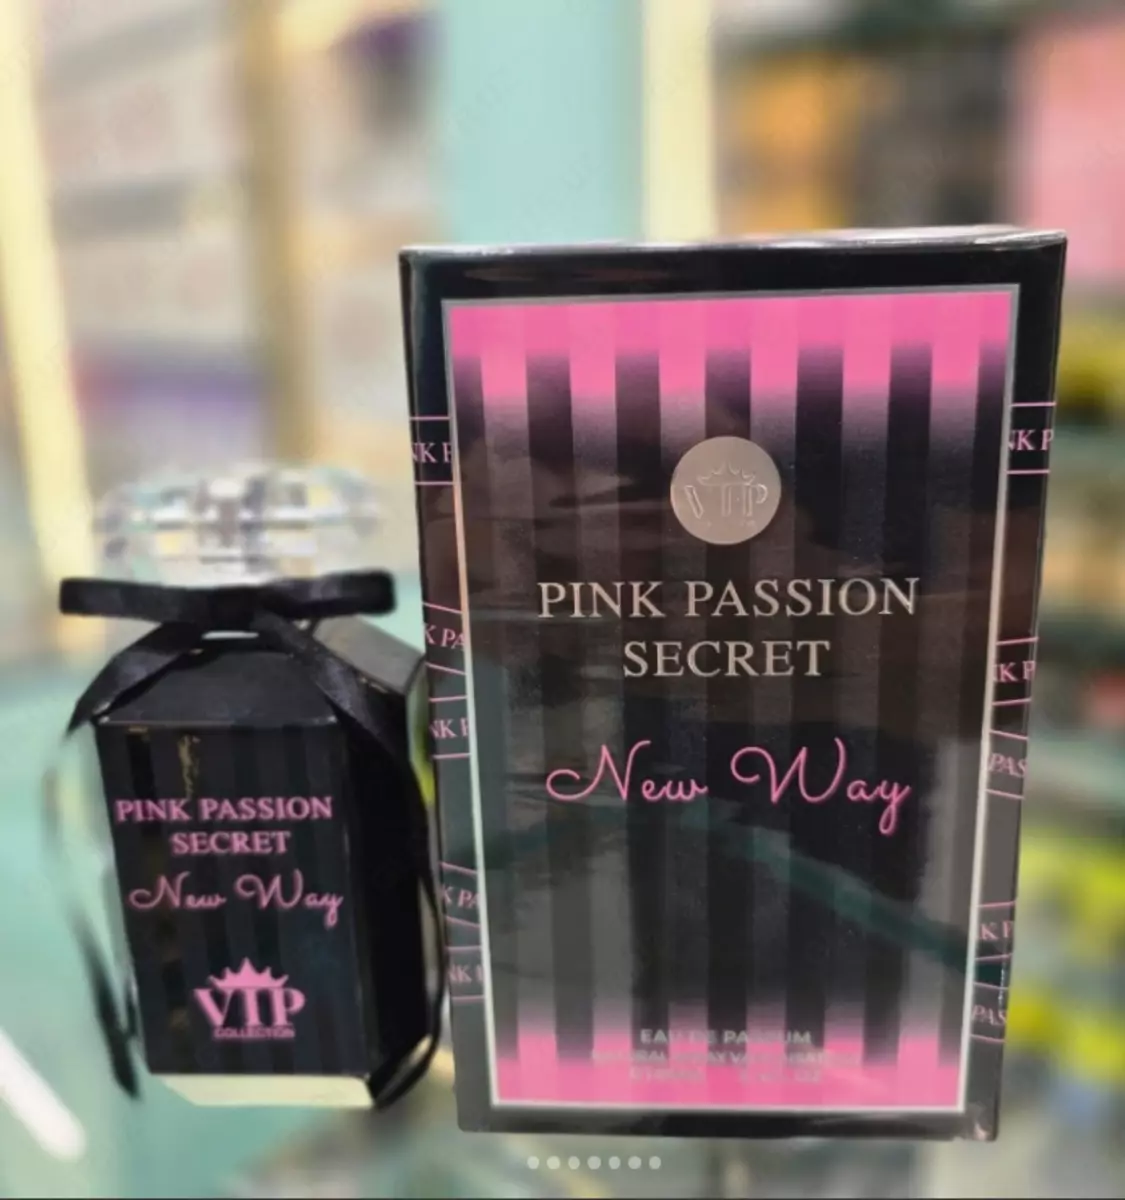 PINK PASSION
SECRET
New Way
VIP
COLLECTION
VIP
PINK PASSION
SECRET
New Way
EAU DE PARFUM